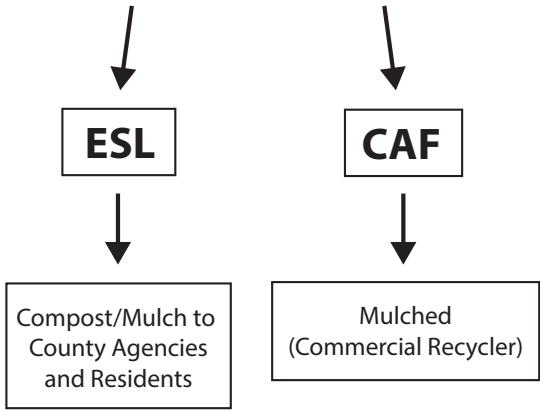 ESL
CAF
Compost/Mulch to
County Agencies
and Residents
Mulched
(Commercial Recycler)